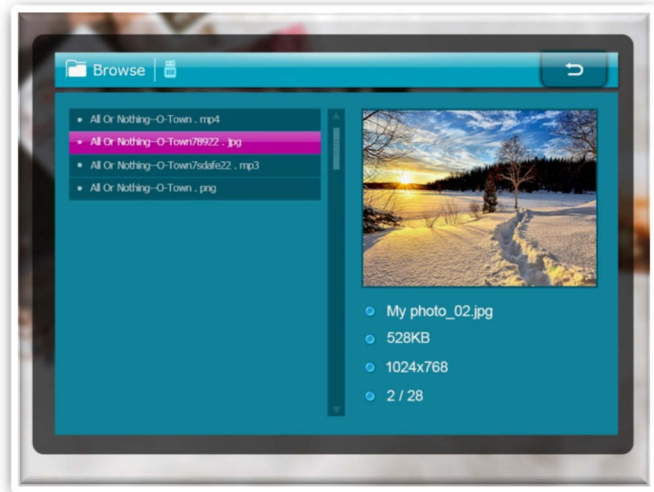 Browse
All Or Nothing--O-Town . mp4
All Or Nothing--O-Town78922 . jpg
All Or Nothing--O-Town7sdafe22 . mp3
All Or Nothing--O-Town . png
My photo_02.jpg
528KB
1024x768
2 / 28